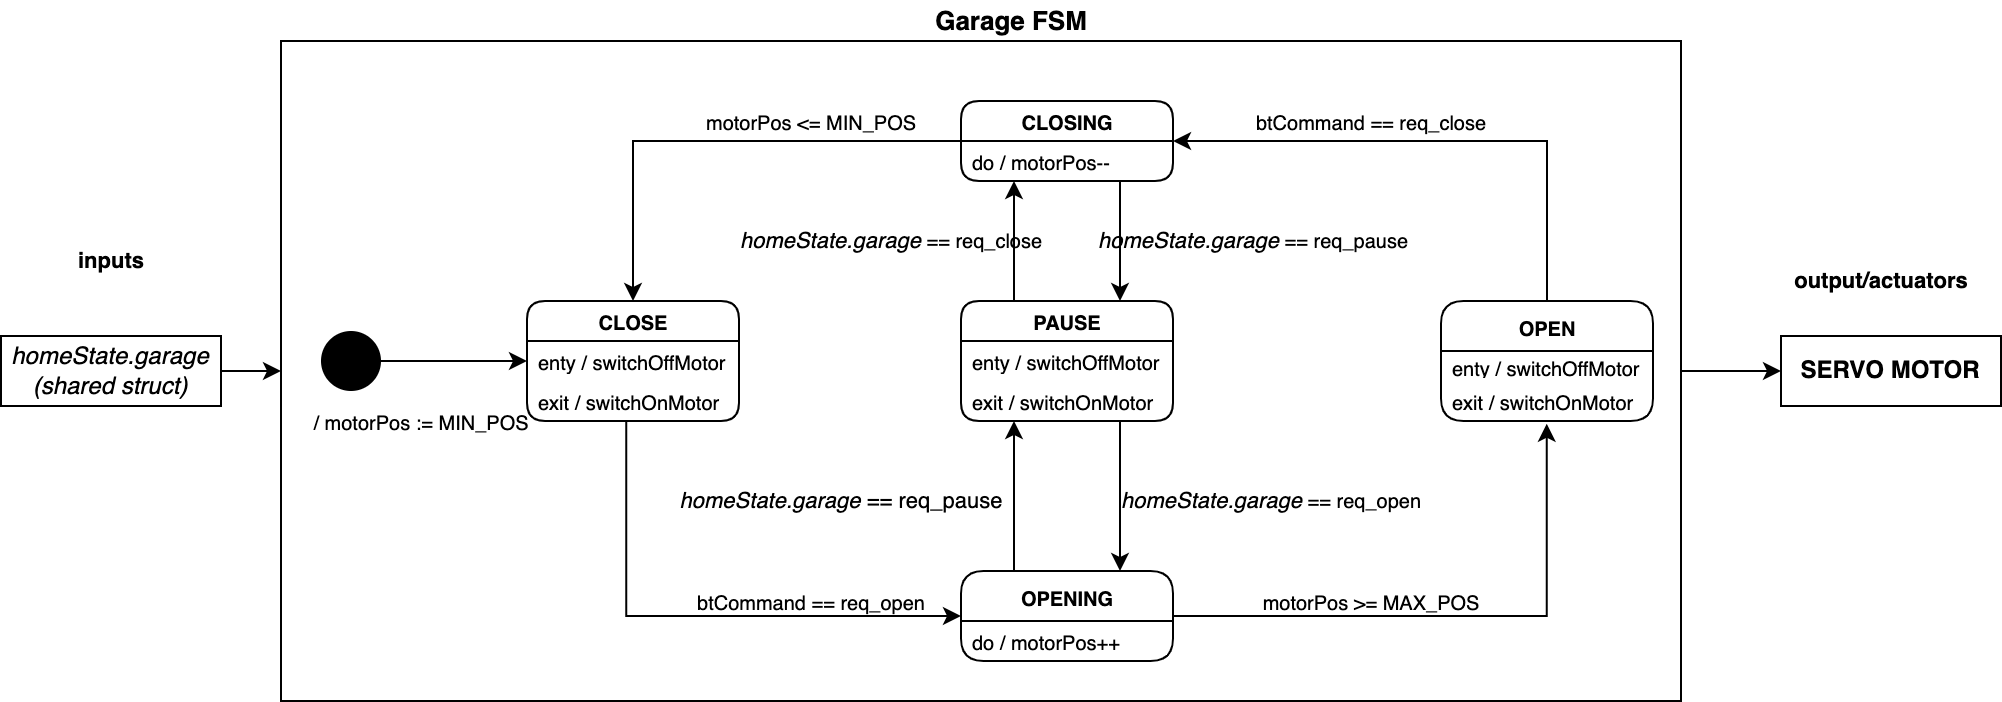 Garage FSM
motorPos <= MIN_POS
CLOSING
do / motorPos--
btCommand == req_close
homeState.garage == req_close
homeState.garage == req_pause
inputs
homeState.garage
(shared struct)
/ motorPos := MIN_POS
CLOSE
enty / switchOffMotor
exit / switchOnMotor
PAUSE
enty / switchOffMotor
exit / switchOnMotor
OPEN
enty / switchOffMotor
exit / switchOnMotor
output/actuators
SERVO MOTOR
homeState.garage == req_pause
homeState.garage == req_open
btCommand == req_open
OPENING
do / motorPos++
motorPos >= MAX_POS